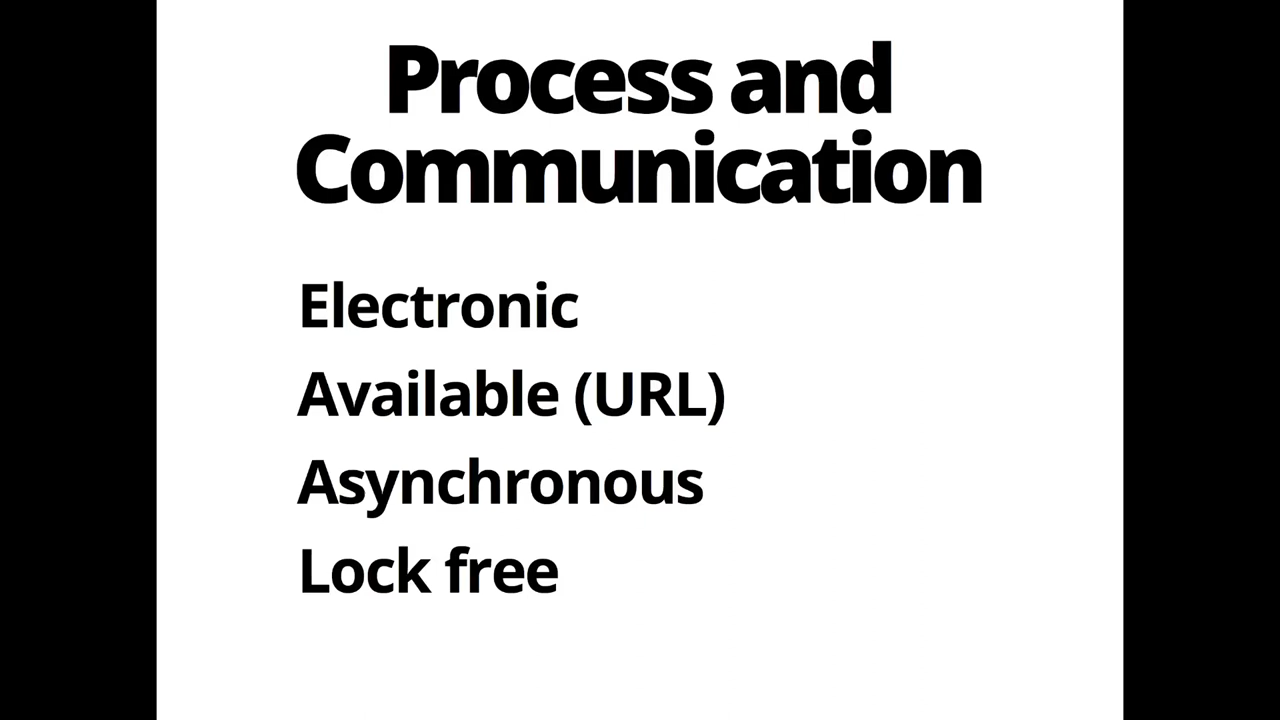 Process and
Communication
Electronic
Available (URL)
Asynchronous
Lock free